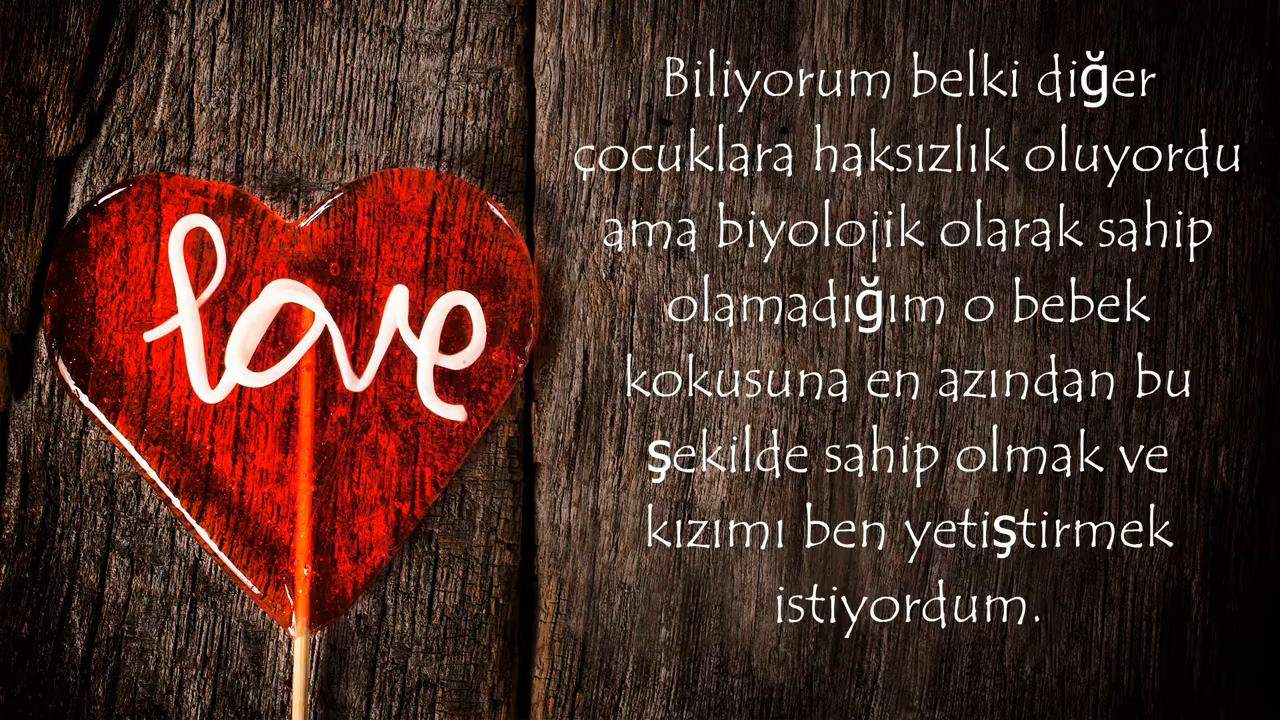 love
Biliyorum belki diğer
çocuklara haksızlık oluyordu
ama biyolojik olarak sahip
olamadığım o bebek
kokusuna en azından bu
şekilde sahip olmak ve
kızımı ben yetiştirmek
istiyordum.